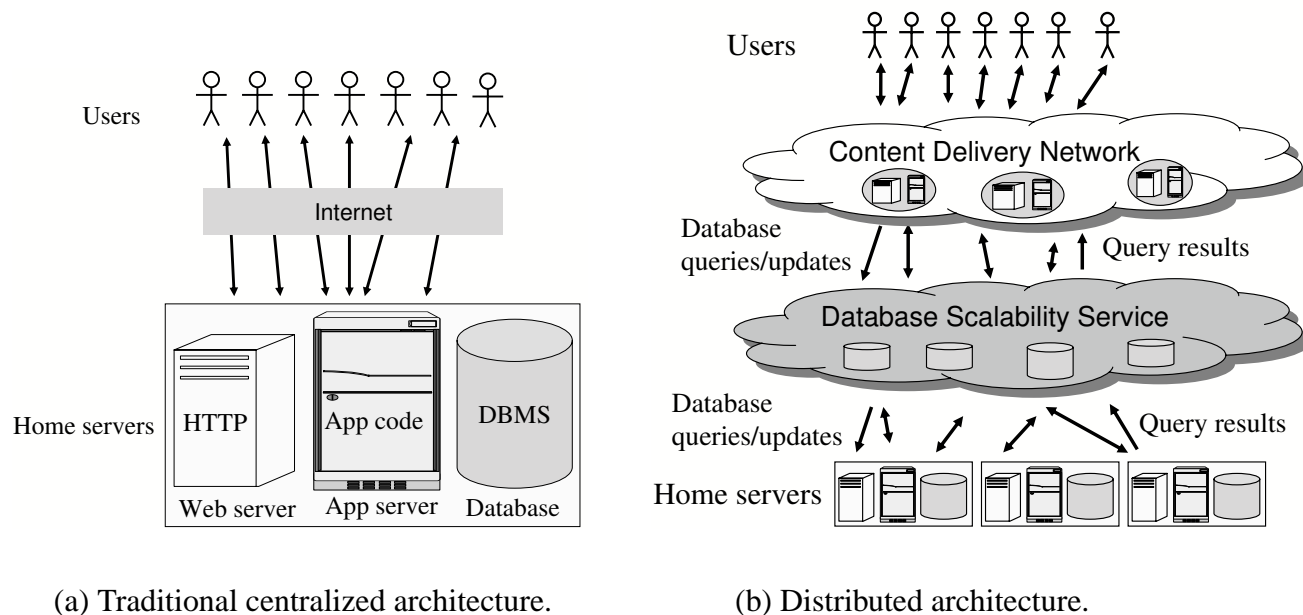 Users
Internet
Home servers
HTTP
App code
DBMS
Web server
App server
Database
(a) Traditional centralized architecture.
Users
Content Delivery Network
Database
queries/updates
Query results
Database Scalability Service
Database
queries/updates
Query results
Home servers
(b) Distributed architecture.